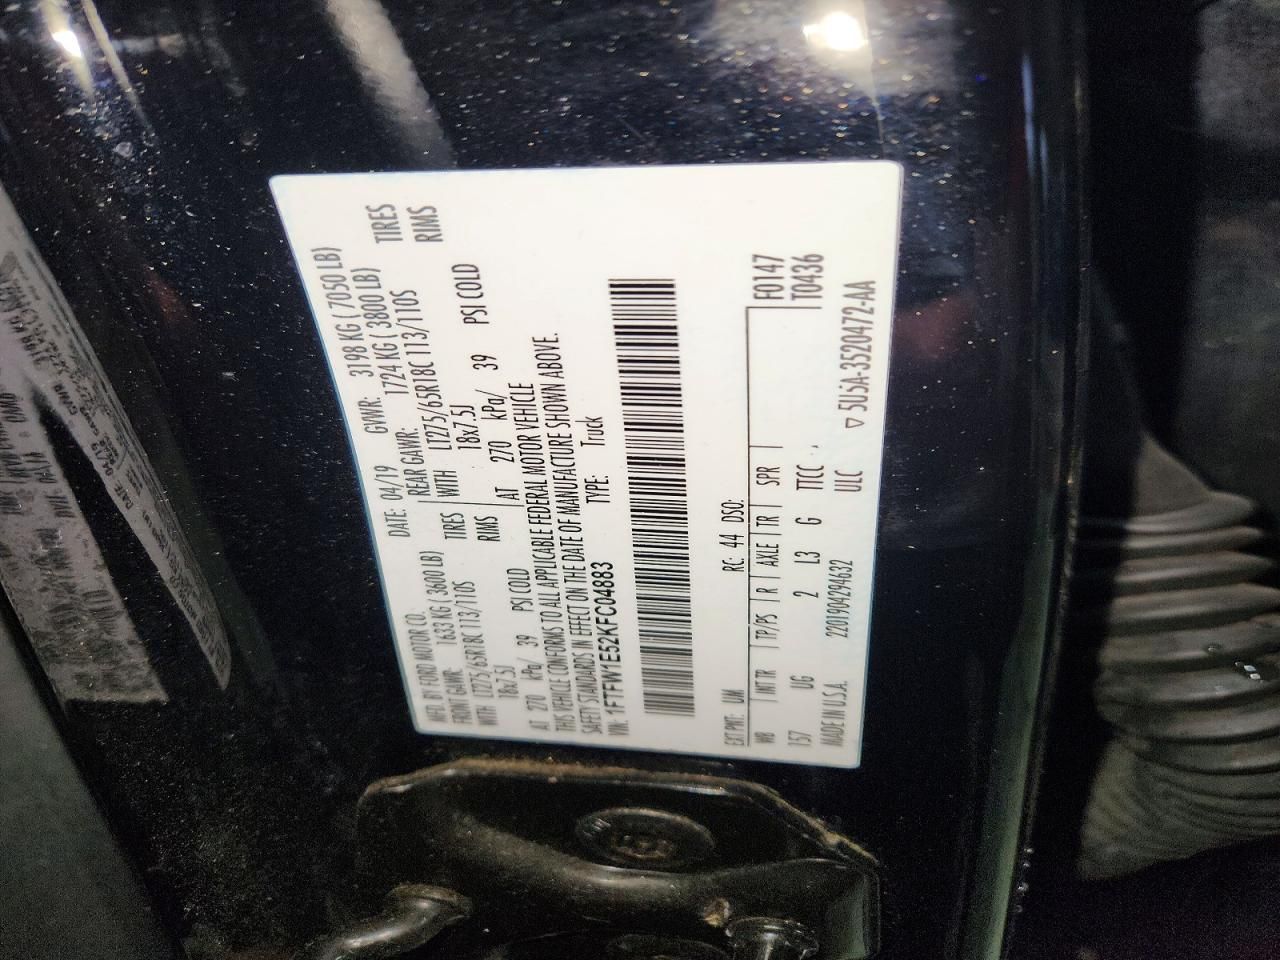 MFD. BY FORD MOTOR CO.
DATE: 04/19 GVWR: 3198 KG ( 7050 LB)
FRONT GAWR: 1633 KG ( 3600 LB)
REAR GAWR: 1724 KG ( 3800 LB)
WITH LT275/65R18C 113/110S TIRES
WITH LT275/65R18C 113/110S TIRES
18x7.5J RIMS
18x7.5J RIMS
AT 270 kPa/ 39 PSI COLD
AT 270 kPa/ 39 PSI COLD
THIS VEHICLE CONFORMS TO ALL APPLICABLE FEDERAL MOTOR VEHICLE
SAFETY STANDARDS IN EFFECT ON THE DATE OF MANUFACTURE SHOWN ABOVE.
VIN: 1FTFW1E52KFC04883 TYPE: Truck
F0147
T0436
EXT PNT: UM RC: 44 DSO:
WB INT TR TP/PS R AXLE TR SPR
157 UG 2 L3 G TTCC
ULC
MADE IN U.S.A. 2201904294632 ▽ 5U5A-3520472-AA